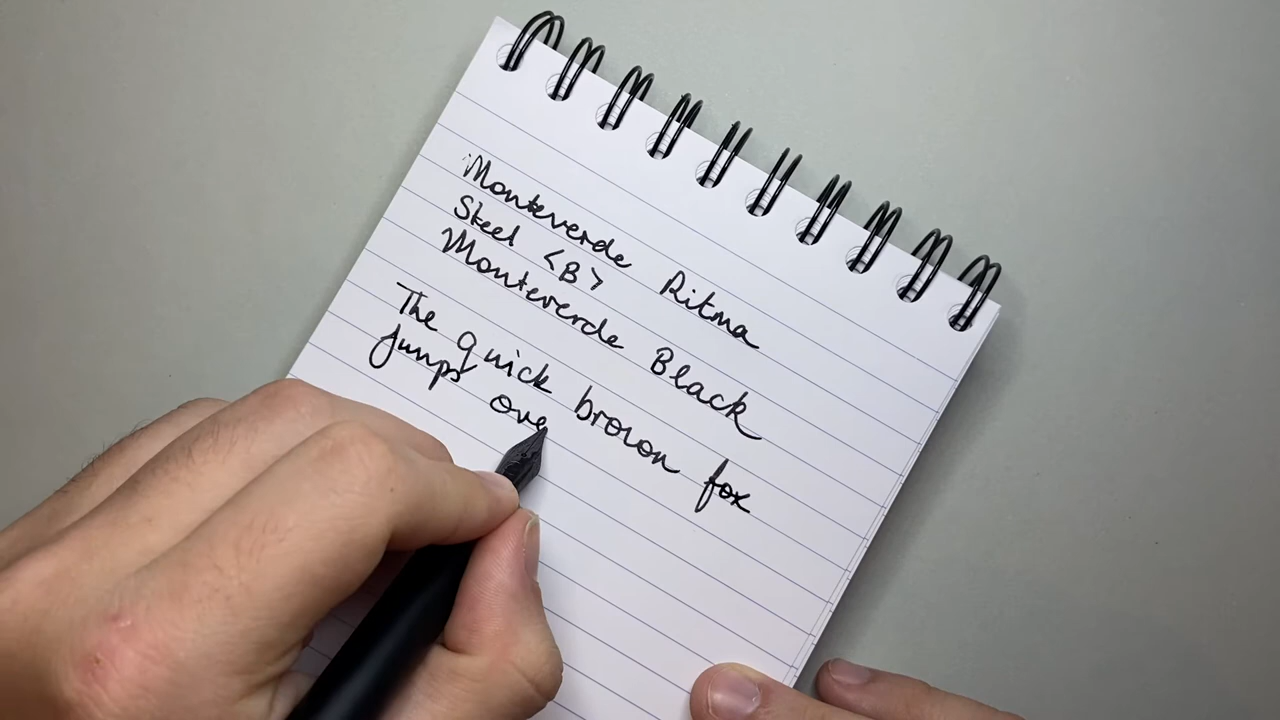 Monteverde Ritma
Steel <B>
Monteverde Black
The quick brown fox
jumps ove